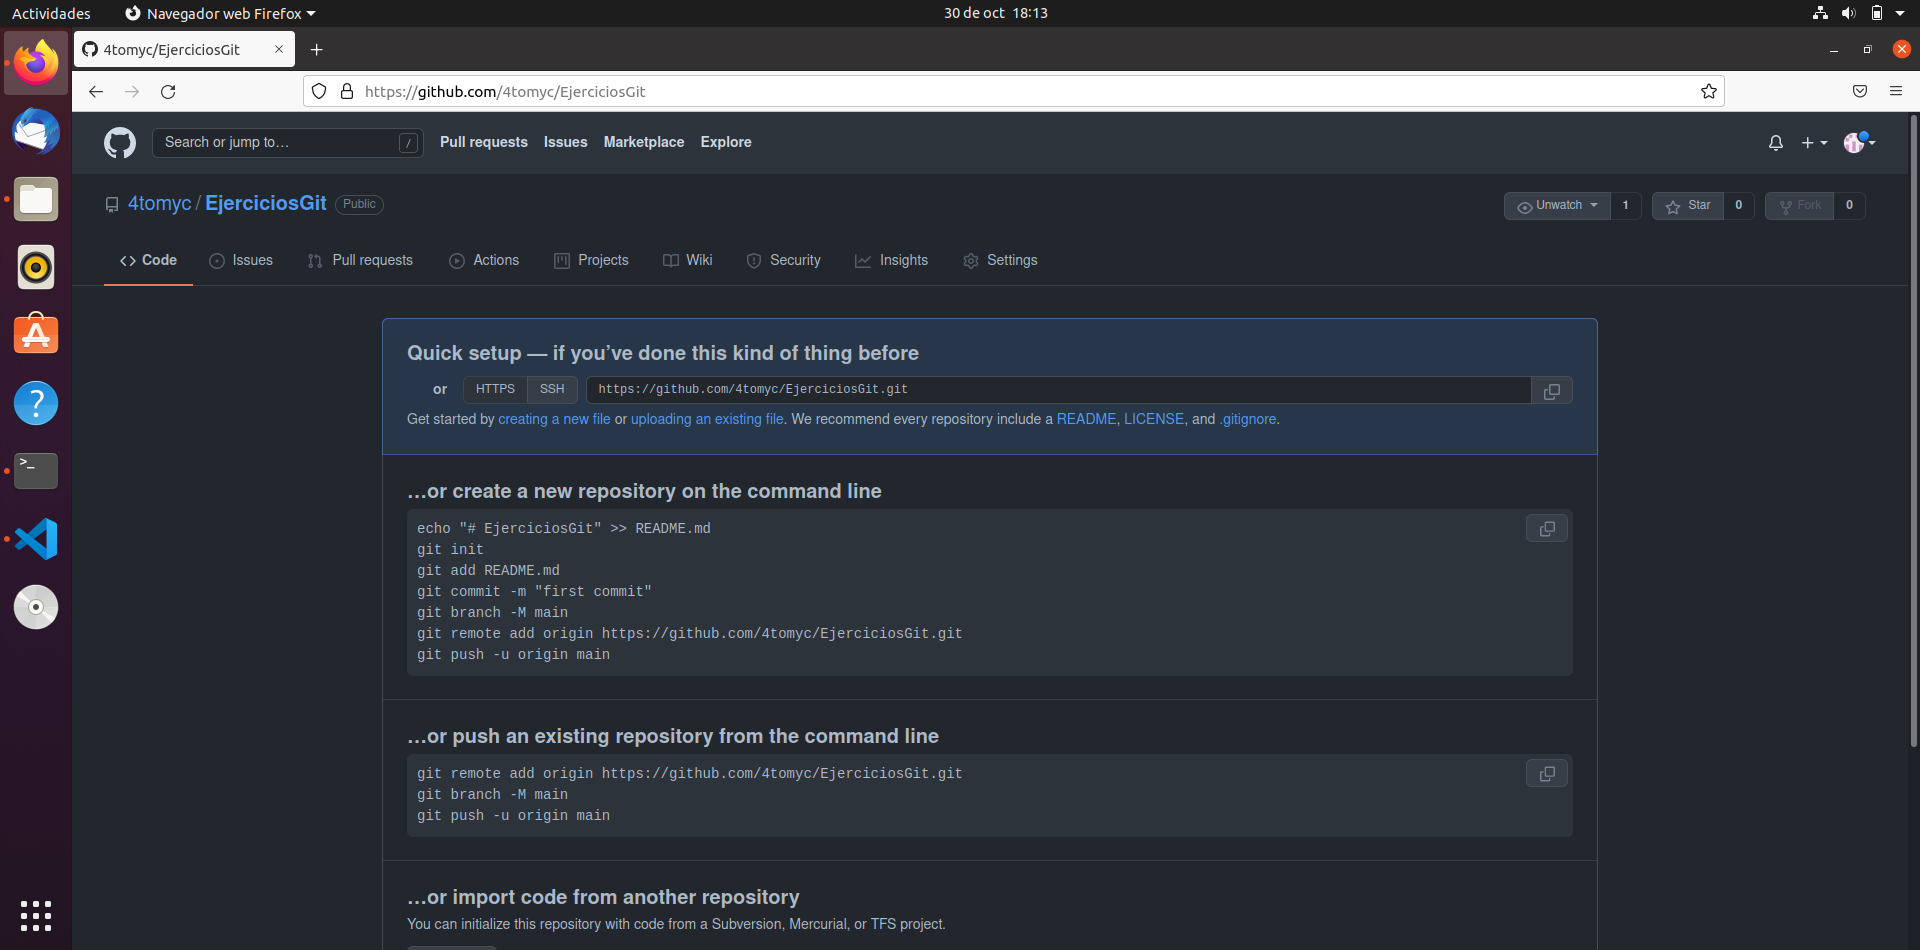 Actividades
Navegador web Firefox
30 de oct 18:13
4tomyc/EjerciciosGit
https://github.com/4tomyc/EjerciciosGit
Search or jump to…
/
Pull requests
Issues
Marketplace
Explore
4tomyc / EjerciciosGit
Public
Unwatch
1
Star
0
Fork
0
Code
Issues
Pull requests
Actions
Projects
Wiki
Security
Insights
Settings
Quick setup — if you’ve done this kind of thing before
or
HTTPS
SSH
https://github.com/4tomyc/EjerciciosGit.git
Get started by creating a new file or uploading an existing file. We recommend every repository include a README, LICENSE, and .gitignore.
…or create a new repository on the command line
echo "# EjerciciosGit" >> README.md
git init
git add README.md
git commit -m "first commit"
git branch -M main
git remote add origin https://github.com/4tomyc/EjerciciosGit.git
git push -u origin main
…or push an existing repository from the command line
git remote add origin https://github.com/4tomyc/EjerciciosGit.git
git branch -M main
git push -u origin main
…or import code from another repository
You can initialize this repository with code from a Subversion, Mercurial, or TFS project.